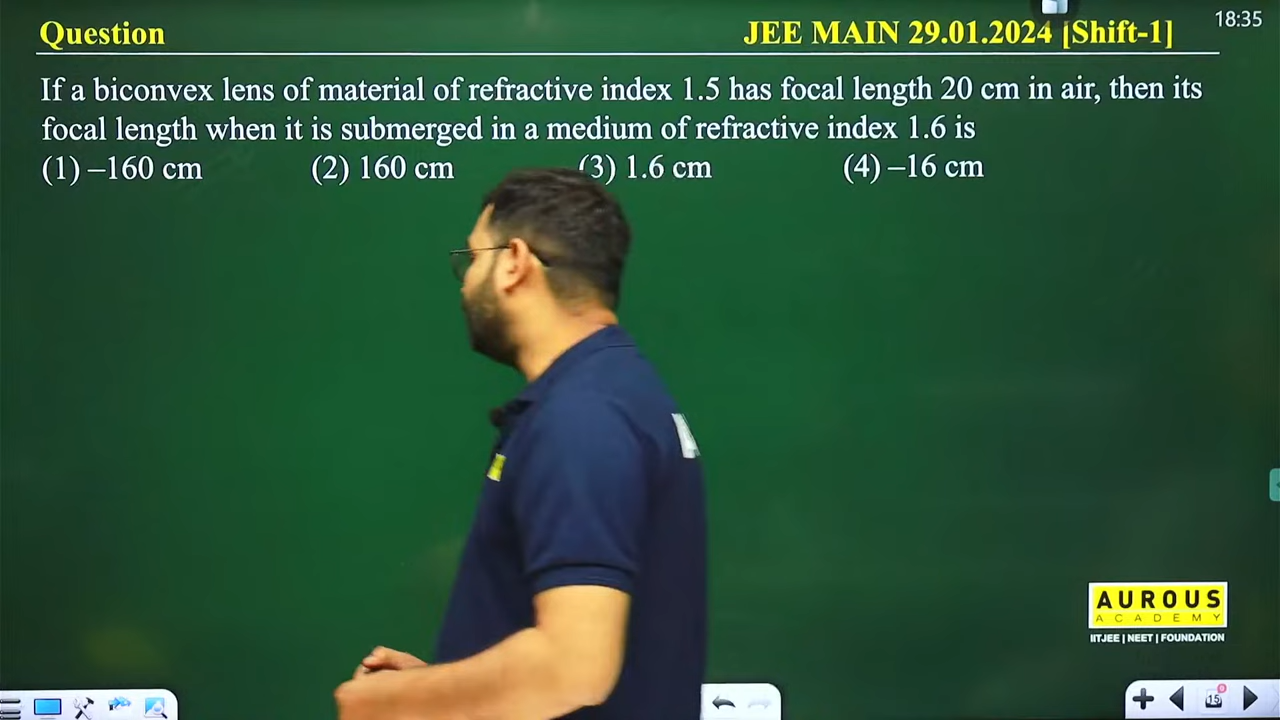 18:35
Question
JEE MAIN 29.01.2024 [Shift-1]
If a biconvex lens of material of refractive index 1.5 has focal length 20 cm in air, then its
focal length when it is submerged in a medium of refractive index 1.6 is
(1) –160 cm (2) 160 cm (3) 1.6 cm (4) –16 cm
AUROUS
ACADEMY
IITJEE | NEET | FOUNDATION